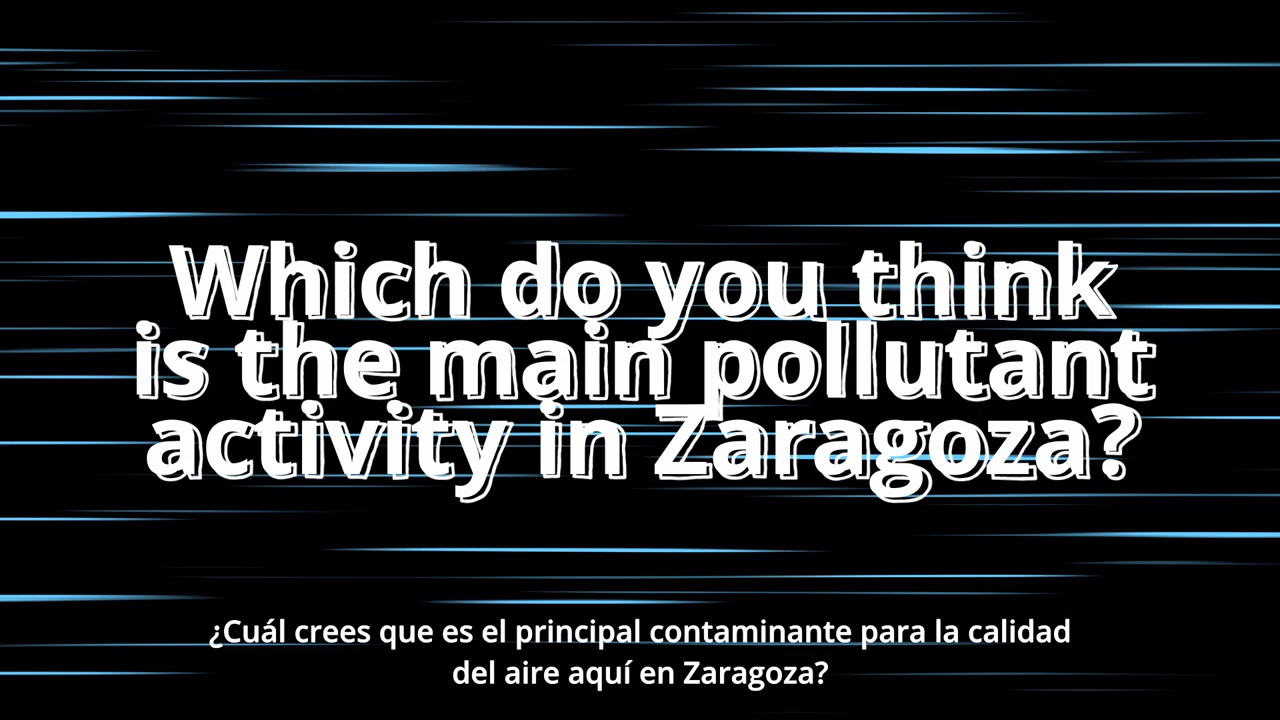 Which do you think
is the main pollutant
activity in Zaragoza?
¿Cuál crees que es el principal contaminante para la calidad
del aire aquí en Zaragoza?